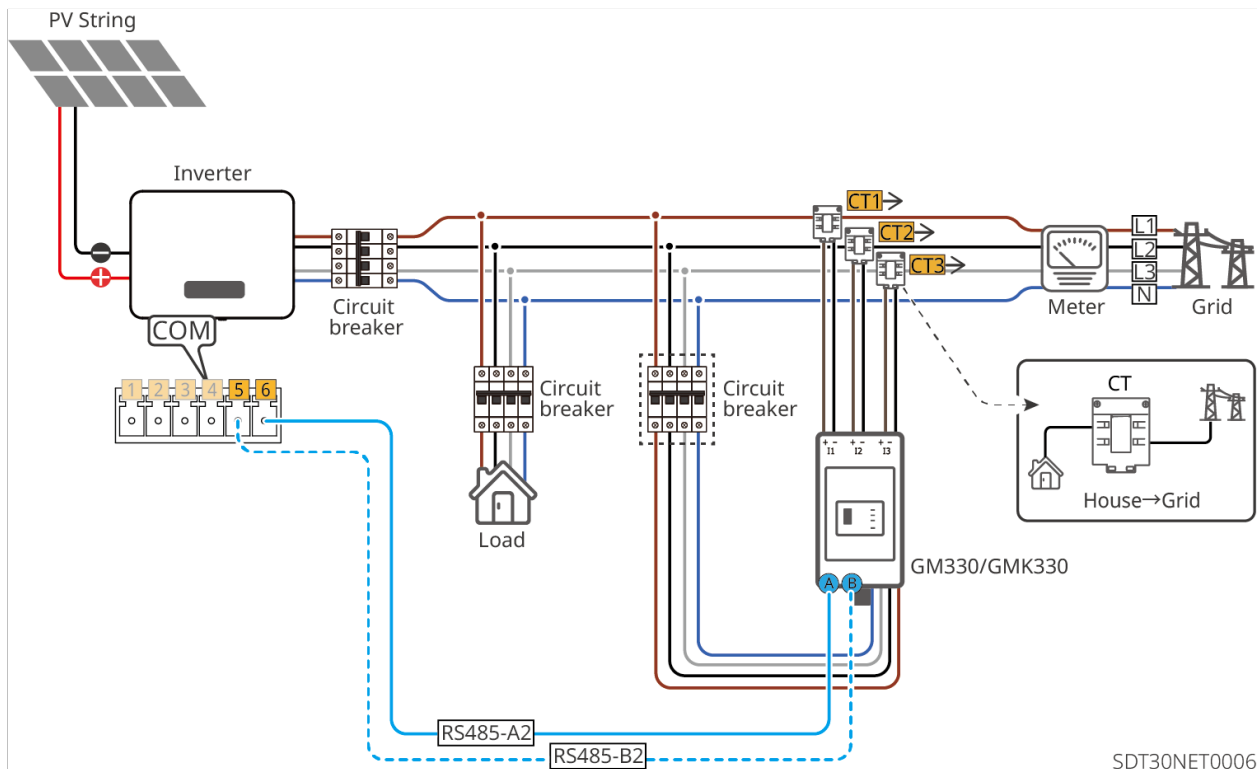 PV String
Inverter
COM
1 2 3 4 5 6
Circuit
breaker
Circuit
breaker
Load
Circuit
breaker
CT1
CT2
CT3
+ - + - + -
I1 I2 I3
GM330/GMK330
A B
L1
L2
L3
N
Meter
Grid
CT
House→Grid
RS485-A2
RS485-B2
SDT30NET0006